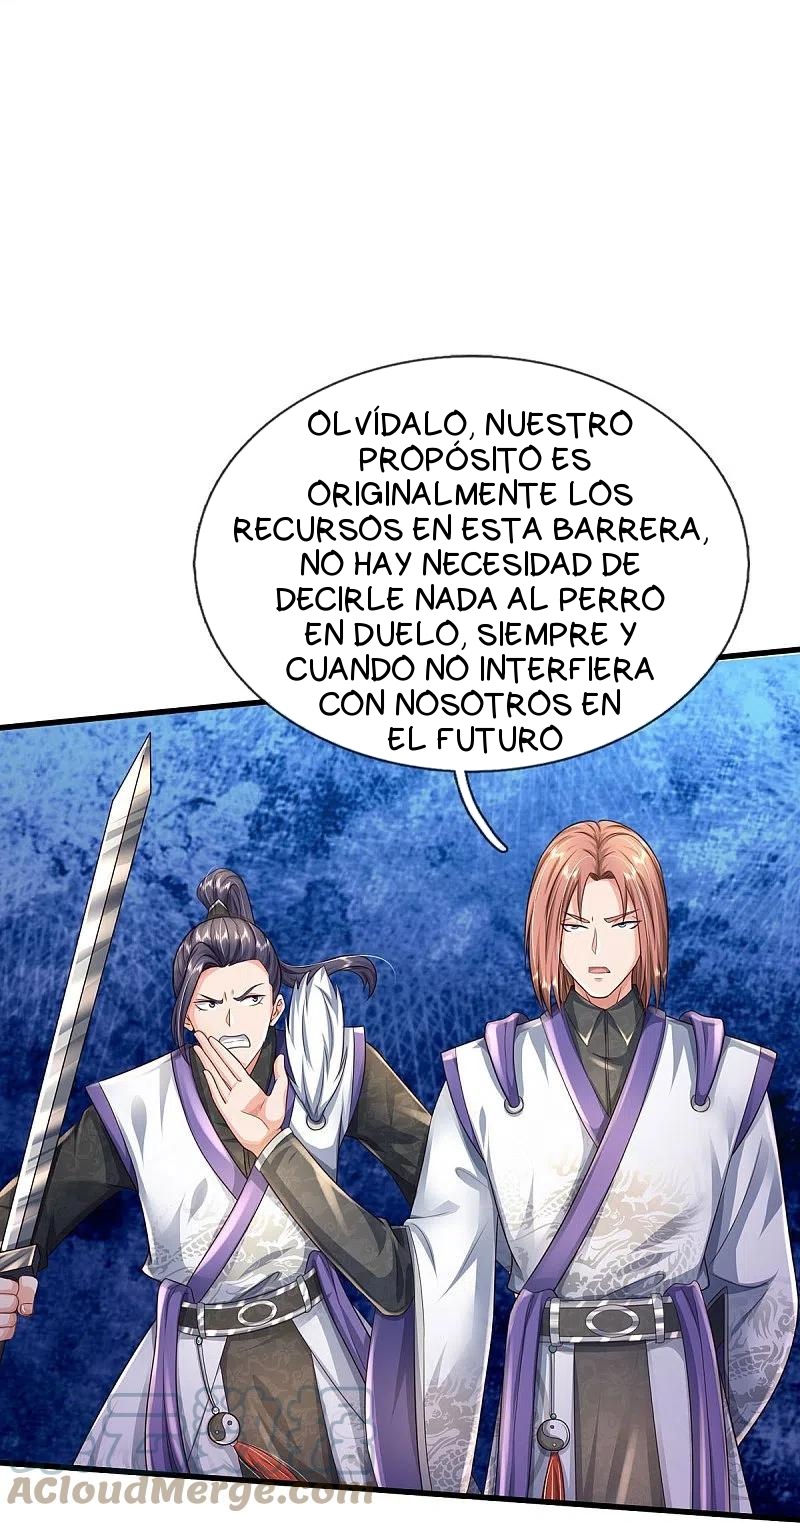 OLVÍDALO, NUESTRO
PROPÓSITO ES
ORIGINALMENTE LOS
RECURSOS EN ESTA BARRERA,
NO HAY NECESIDAD DE
DECIRLE NADA AL PERRO
EN DUELO, SIEMPRE Y
CUANDO NO INTERFIERA
CON NOSOTROS EN
EL FUTURO
ACloudMerge.com